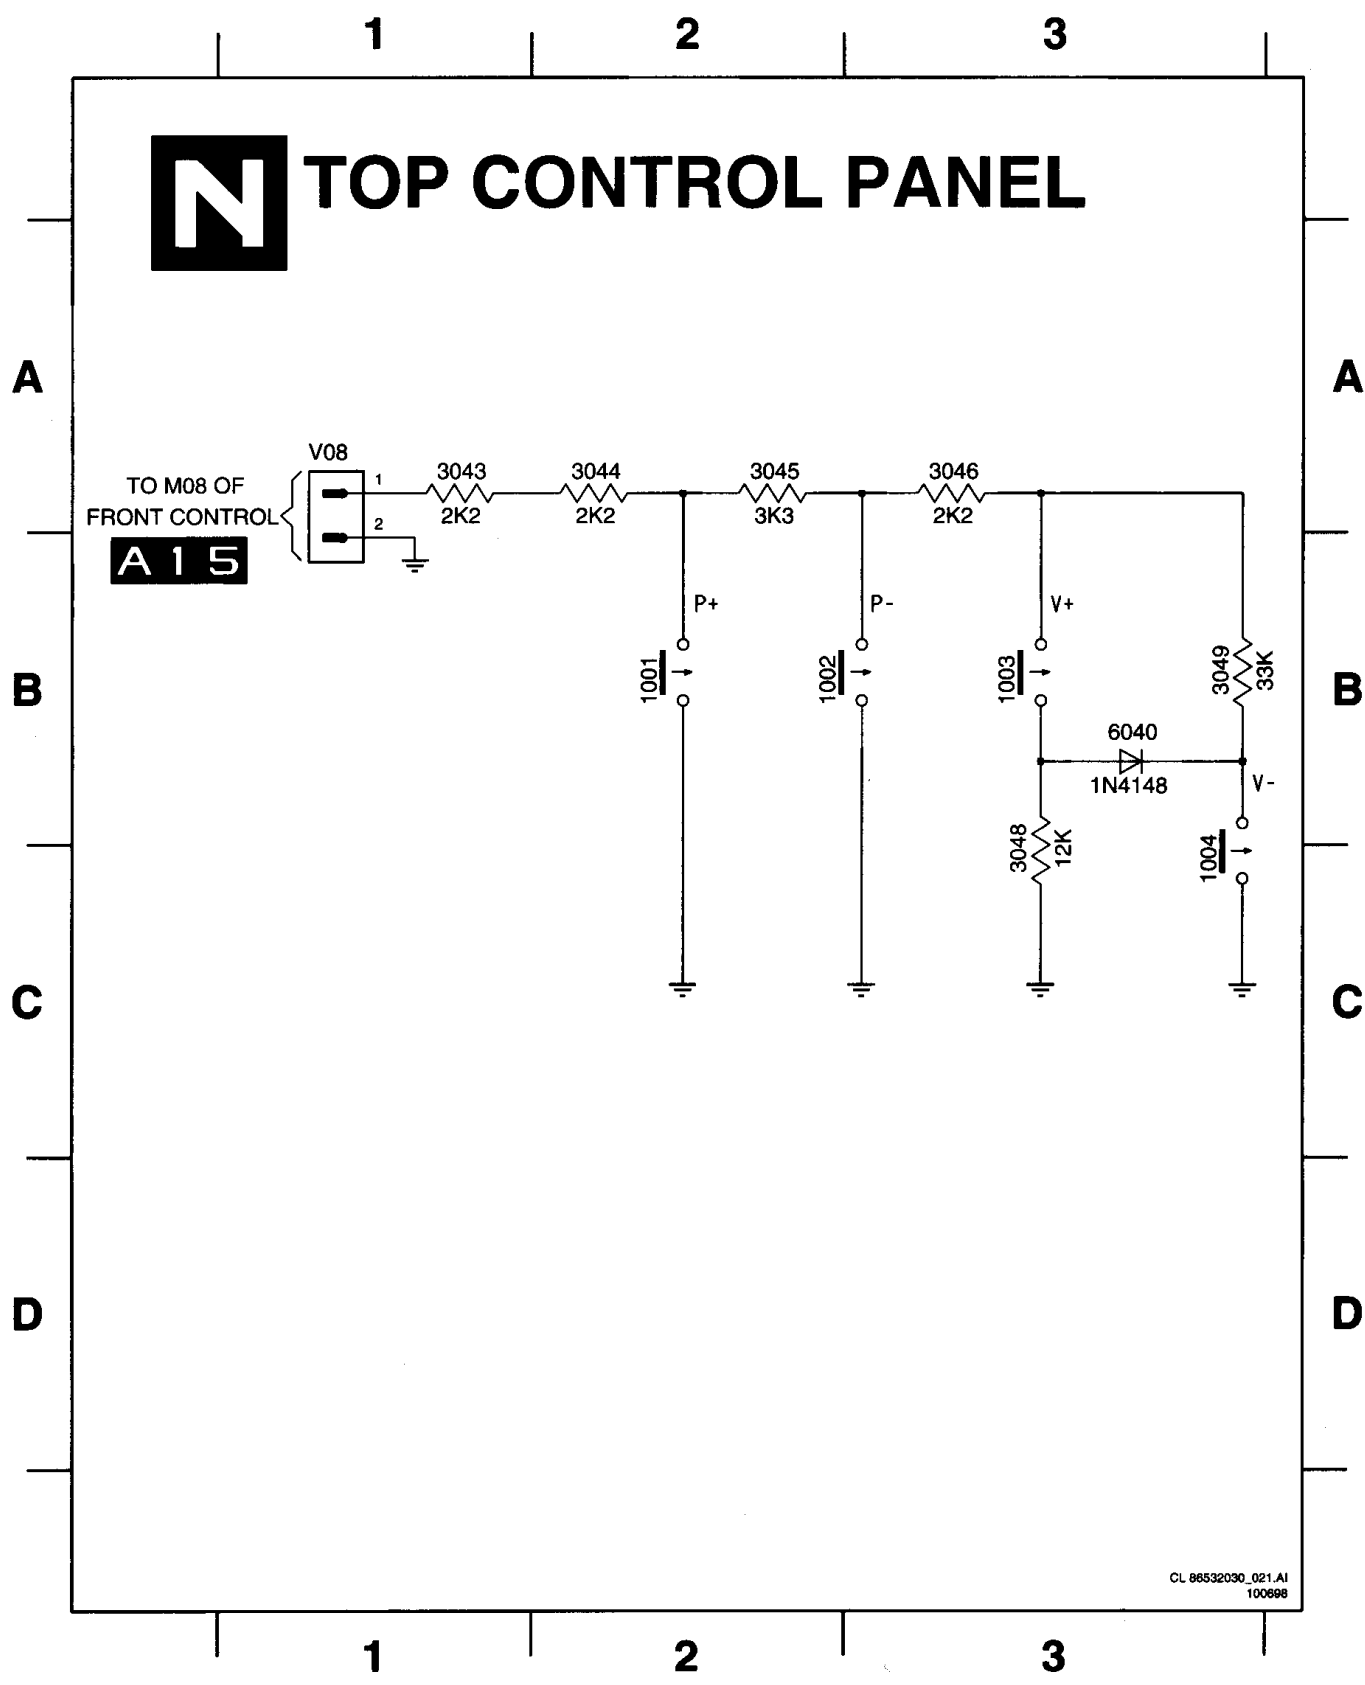 1 2 3
N TOP CONTROL PANEL
A A
V08
TO M08 OF
FRONT CONTROL
A15
1
2
3043
2K2
3044
2K2
3045
3K3
3046
2K2
P+
P-
V+
1001
1002
1003
3049
33K
B B
6040
1N4148
V-
3048
12K
1004
C C
D D
CL 86532030_021.AI
100698
1 2 3